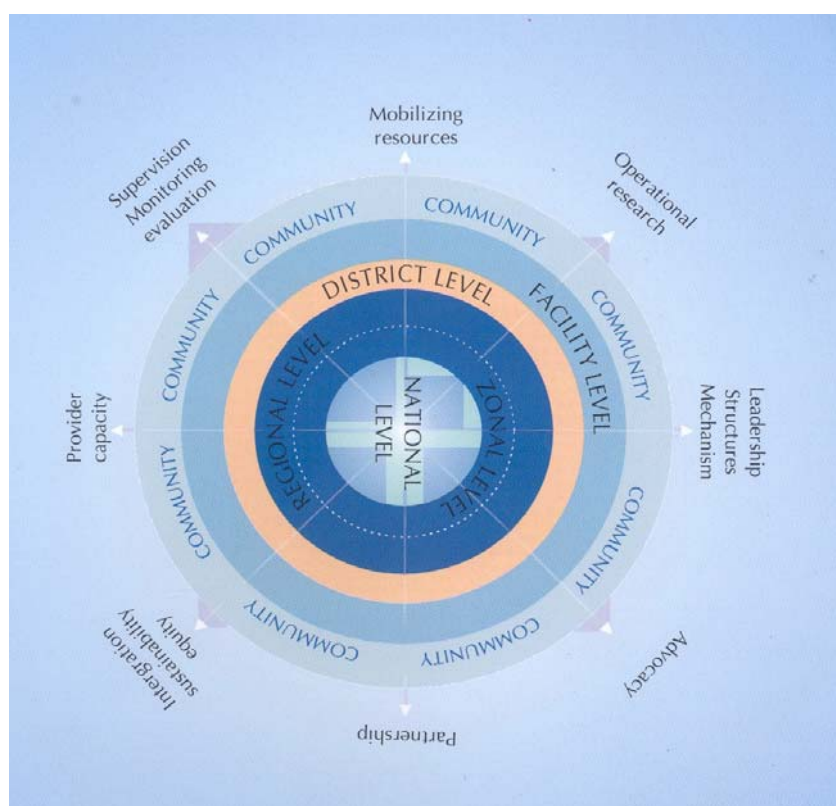 Mobilizing
resources
Operational
research
Leadership
Structures
Mechanism
Advocacy
Partnership
Intergration
sustainability
equity
Provider
capacity
Supervision
Monitoring
evaluation
COMMUNITY
COMMUNITY
COMMUNITY
COMMUNITY
COMMUNITY
COMMUNITY
COMMUNITY
COMMUNITY
FACILITY LEVEL
DISTRICT LEVEL
REGIONAL LEVEL
ZONAL LEVEL
NATIONAL
LEVEL